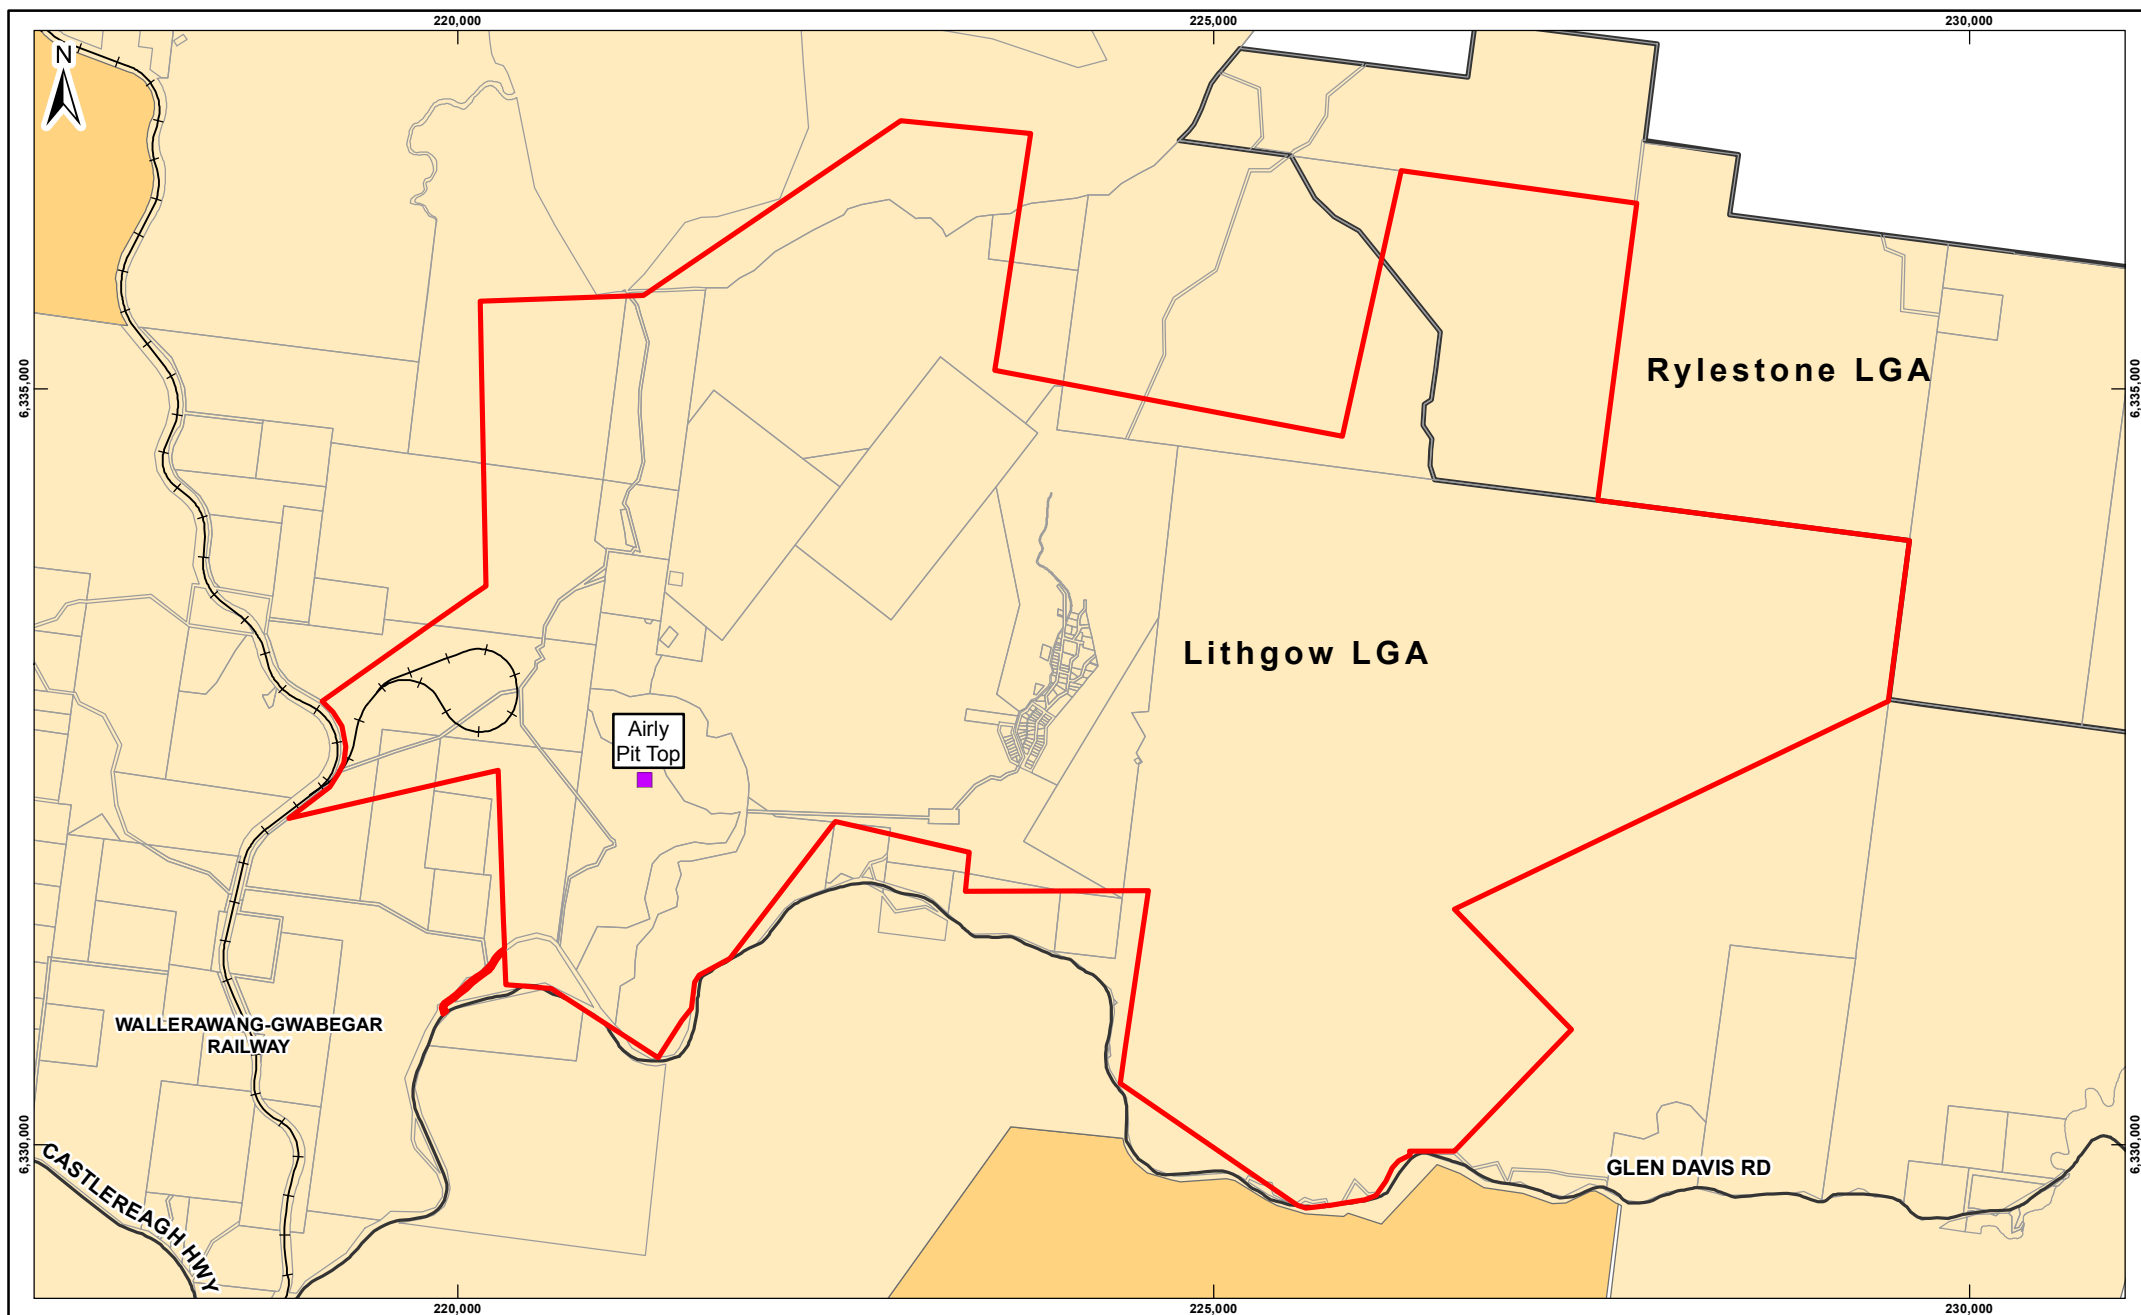 220,000
225,000
230,000
N
6,335,000
6,335,000
Rylestone LGA
Lithgow LGA
Airly
Pit Top
WALLERAWANG-GWABEGAR
RAILWAY
6,330,000
6,330,000
CASTLEREAGH HWY
GLEN DAVIS RD
220,000
225,000
230,000